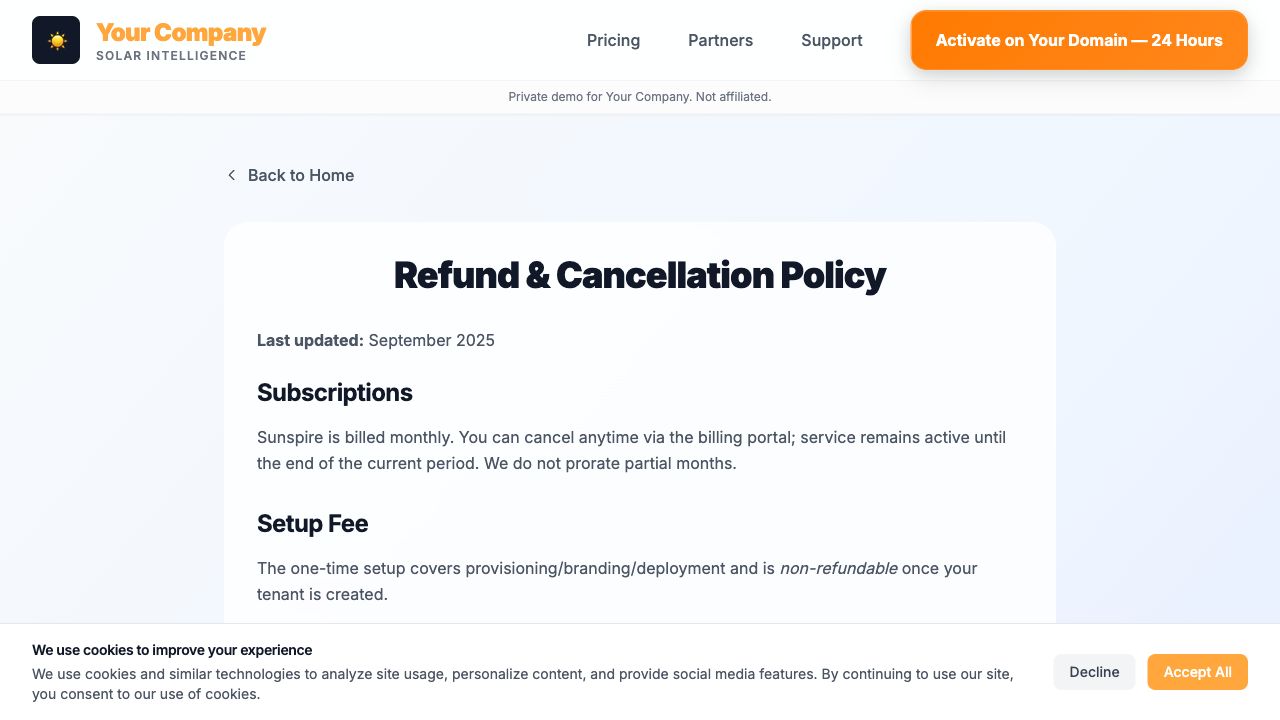 Your Company
SOLAR INTELLIGENCE
Pricing
Partners
Support
Activate on Your Domain — 24 Hours
Private demo for Your Company. Not affiliated.
Back to Home
Refund & Cancellation Policy
Last updated: September 2025
Subscriptions
Sunspire is billed monthly. You can cancel anytime via the billing portal; service remains active until
the end of the current period. We do not prorate partial months.
Setup Fee
The one-time setup covers provisioning/branding/deployment and is non-refundable once your
tenant is created.
We use cookies to improve your experience
We use cookies and similar technologies to analyze site usage, personalize content, and provide social media features. By continuing to use our site,
you consent to our use of cookies.
Decline
Accept All